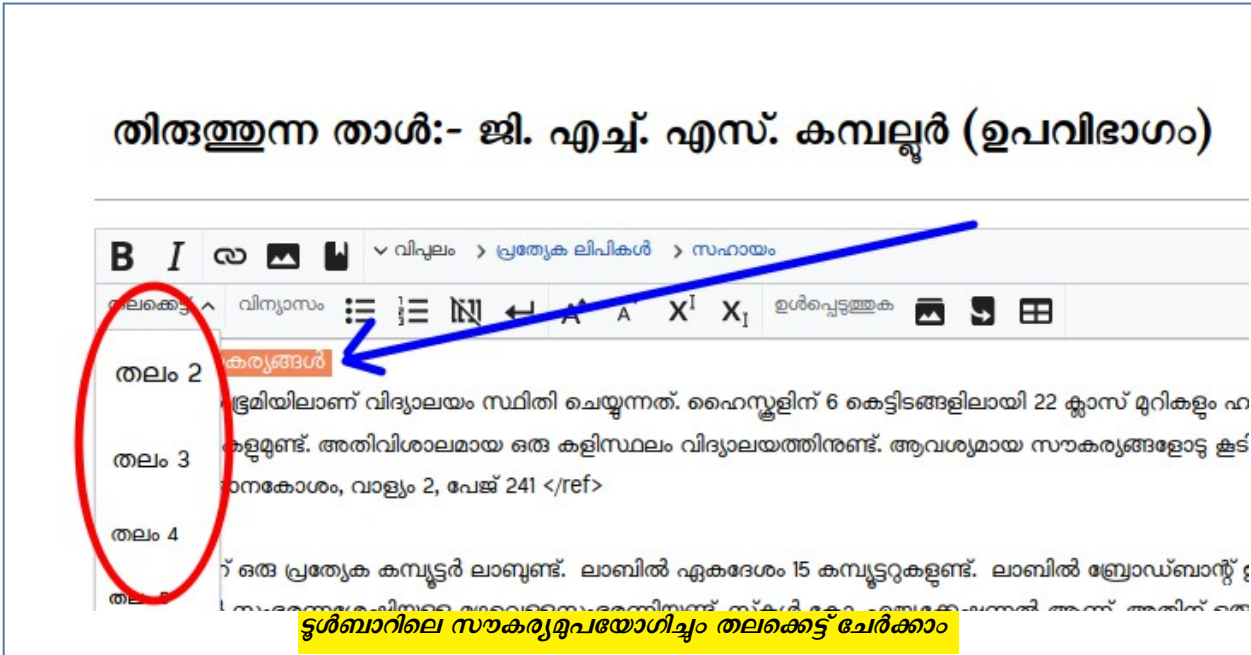 തിരുത്തുന്ന താൾ:- ജി. എച്ച്. എസ്. കമ്പല്ലൂർ (ഉപവിഭാഗം)
B I വിപുലം പ്രത്യേക ലിപികൾ സഹായം
തലക്കെട്ട് വിന്യാസം A A X ഉൾപ്പെടുത്തുക
തലം 2
കര്യങ്ങൾ
ഭൂമിയിലാണ് വിദ്യാലയം സ്ഥിതി ചെയ്യുന്നത്. ഹൈസ്കൂളിന് 6 കെട്ടിടങ്ങളിലായി 22 ക്ലാസ് മുറികളും
തലം 3
കളുമുണ്ട്. അതിവിശാലമായ ഒരു കളിസ്ഥലം വിദ്യാലയത്തിനുണ്ട്. ആവശ്യമായ സൗകര്യങ്ങളോടു കൂടി
ാനകോശം, വാള്യം 2, പേജ് 241 </ref>
തലം 4
് ഒരു പ്രത്യേക കമ്പ്യൂട്ടർ ലാബുണ്ട്. ലാബിൽ ഏകദേശം 15 കമ്പ്യൂട്ടറുകളുണ്ട്. ലാബിൽ ബ്രോഡ്ബാന്റ്
ടൂൾബാറിലെ സൗകര്യമുപയോഗിച്ചും തലക്കെട്ട് ചേർക്കാം